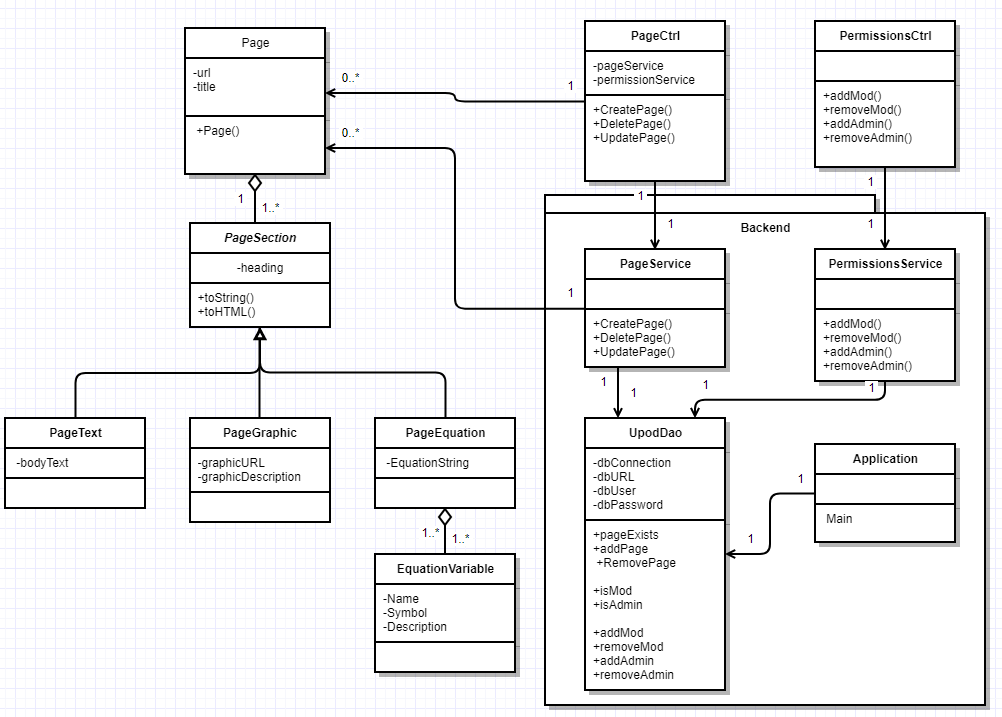 Page
-url
-title
+Page()
0..*
0..*
1
1
PageCtrl
-pageService
-permissionService
+CreatePage()
+DeletePage()
+UpdatePage()
PermissionsCtrl
+addMod()
+removeMod()
+addAdmin()
+removeAdmin()
1
1..*
PageSection
-heading
+toString()
+toHTML()
1
1
1
1
Backend
PageService
+CreatePage()
+DeletePage()
+UpdatePage()
PermissionsService
+addMod()
+removeMod()
+addAdmin()
+removeAdmin()
1
1
1
1
PageText
-bodyText
PageGraphic
-graphicURL
-graphicDescription
PageEquation
-EquationString
1..*
1..*
EquationVariable
-Name
-Symbol
-Description
UpodDao
-dbConnection
-dbURL
-dbUser
-dbPassword
+pageExists
+addPage
+RemovePage
+isMod
+isAdmin
+addMod
+removeMod
+addAdmin
+removeAdmin
1
1
Application
Main